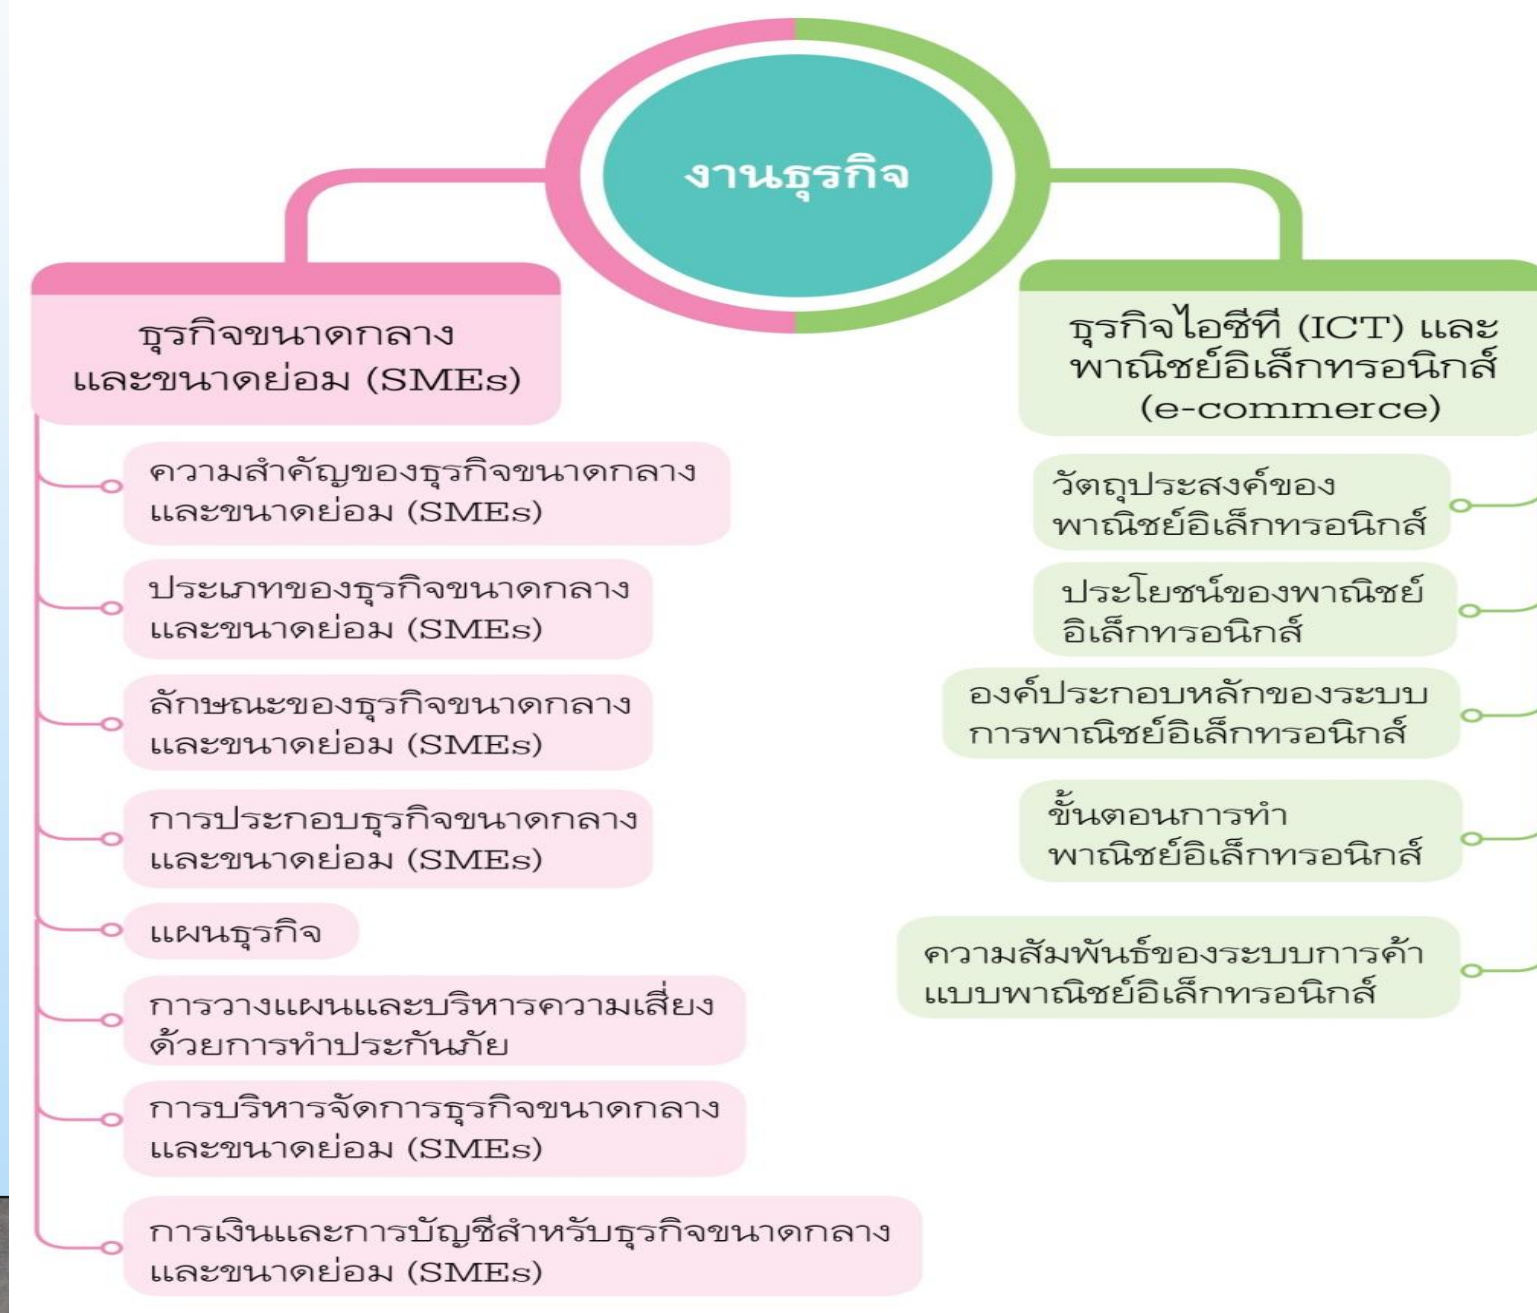 งานธุรกิจ
ธุรกิจขนาดกลาง
และขนาดย่อม (SMEs)
ความสำคัญของธุรกิจขนาดกลาง
และขนาดย่อม (SMEs)
ประเภทของธุรกิจขนาดกลาง
และขนาดย่อม (SMEs)
ลักษณะของธุรกิจขนาดกลาง
และขนาดย่อม (SMEs)
การประกอบธุรกิจขนาดกลาง
และขนาดย่อม (SMEs)
แผนธุรกิจ
การวางแผนและบริหารความเสี่ยง
ด้วยการทำประกันภัย
การบริหารจัดการธุรกิจขนาดกลาง
และขนาดย่อม (SMEs)
การเงินและการบัญชีสำหรับธุรกิจขนาดกลาง
และขนาดย่อม (SMEs)
ธุรกิจไอซีที (ICT) และ
พาณิชย์อิเล็กทรอนิกส์
(e-commerce)
วัตถุประสงค์ของ
พาณิชย์อิเล็กทรอนิกส์
ประโยชน์ของพาณิชย์
อิเล็กทรอนิกส์
องค์ประกอบหลักของระบบ
การพาณิชย์อิเล็กทรอนิกส์
ขั้นตอนการทำ
พาณิชย์อิเล็กทรอนิกส์
ความสัมพันธ์ของระบบการค้า
แบบพาณิชย์อิเล็กทรอนิกส์